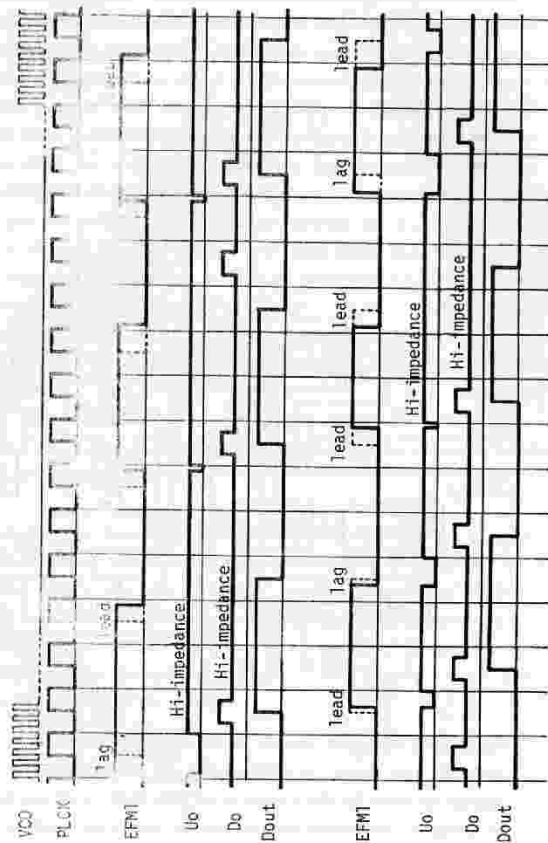 VCO
PLCK
lag lead
EFM1
Hi-impedance
Uo
Hi-impedance
Do
Dout
lead lag lead lead lag lead
EFM1
Hi-impedance
Uo
Hi-impedance
Do
Dout